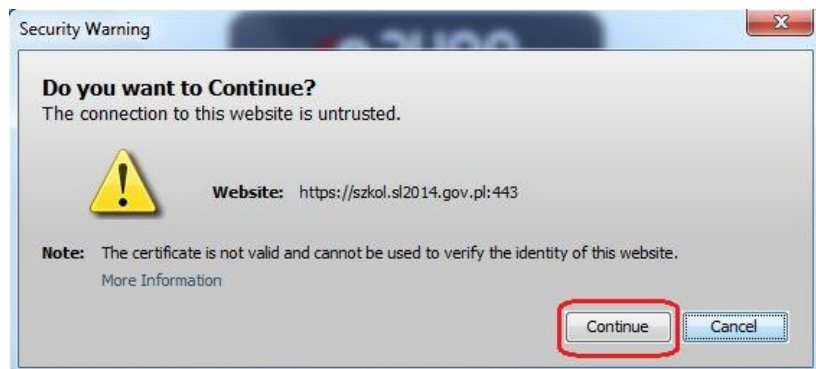 Security Warning
Do you want to Continue?
The connection to this website is untrusted.
Website: https://szkol.sl2014.gov.pl:443
Note: The certificate is not valid and cannot be used to verify the identity of this website.
More Information
Continue Cancel